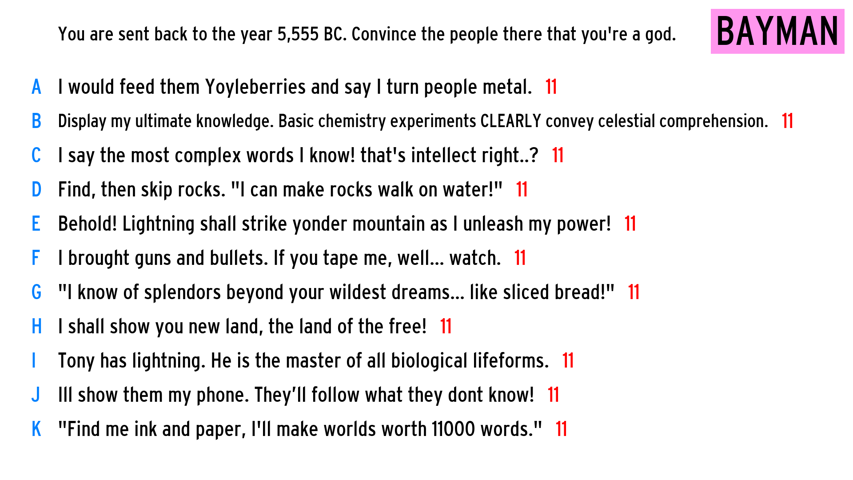 You are sent back to the year 5,555 BC. Convince the people there that you're a god.
BAYMAN
A I would feed them Yoyleberries and say I turn people metal. 11
B Display my ultimate knowledge. Basic chemistry experiments CLEARLY convey celestial comprehension. 11
C I say the most complex words I know! that's intellect right..? 11
D Find, then skip rocks. "I can make rocks walk on water!" 11
E Behold! Lightning shall strike yonder mountain as I unleash my power! 11
F I brought guns and bullets. If you tape me, well... watch. 11
G "I know of splendors beyond your wildest dreams... like sliced bread!" 11
H I shall show you new land, the land of the free! 11
I Tony has lightning. He is the master of all biological lifeforms. 11
J Ill show them my phone. They’ll follow what they dont know! 11
K "Find me ink and paper, I'll make worlds worth 11000 words." 11